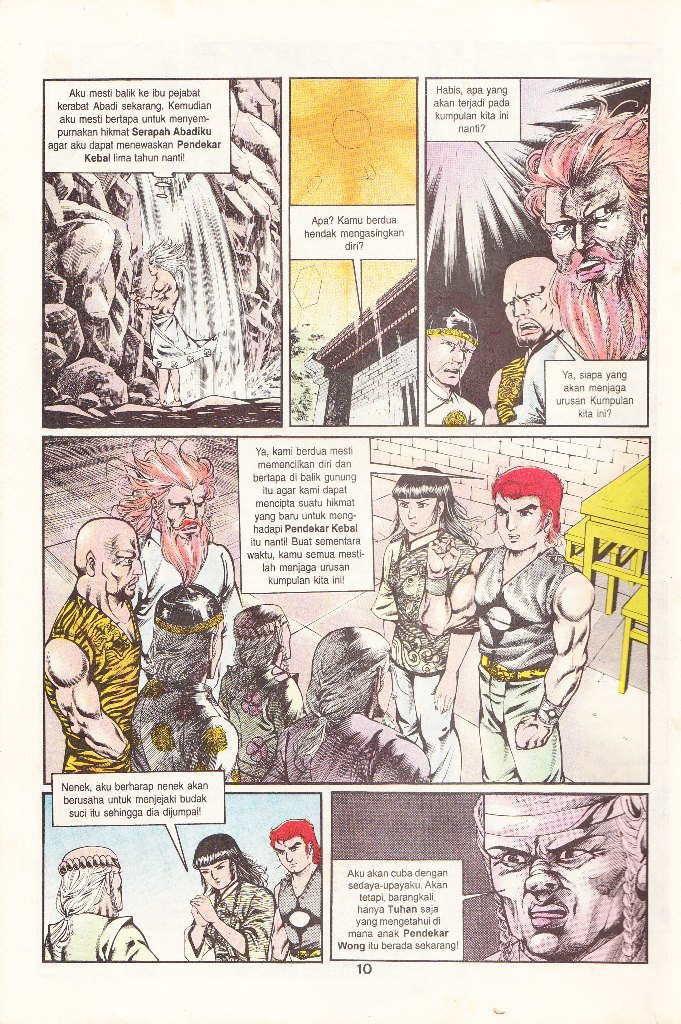 Aku mesti balik ke ibu pejabat
kerabat Abadi sekarang. Kemudian
aku mesti bertapa untuk menyem-
purnakan hikmat Serapah Abadiku
agar aku dapat menewaskan Pendekar
Kebal lima tahun nanti!
Apa? Kamu berdua
hendak mengasingkan
diri?
Habis, apa yang
akan terjadi pada
kumpulan kita ini
nanti?
Ya, siapa yang
akan menjaga
urusan Kumpulan
kita ini?
Ya, kami berdua mesti
memencilkan diri dan
bertapa di balik gunung
itu agar kami dapat
mencipta suatu hikmat
yang baru untuk meng-
hadapi Pendekar Kebal
itu nanti! Buat sementara
waktu, kamu semua mesti-
lah menjaga urusan
kumpulan kita ini!
Nenek, aku berharap nenek akan
berusaha untuk menjejaki budak
suci itu sehingga dia dijumpai!
Aku akan cuba dengan
sedaya-upayaku. Akan
tetapi, barangkali,
hanya Tuhan saja
yang mengetahui di
mana anak Pendekar
Wong itu berada sekarang!
10